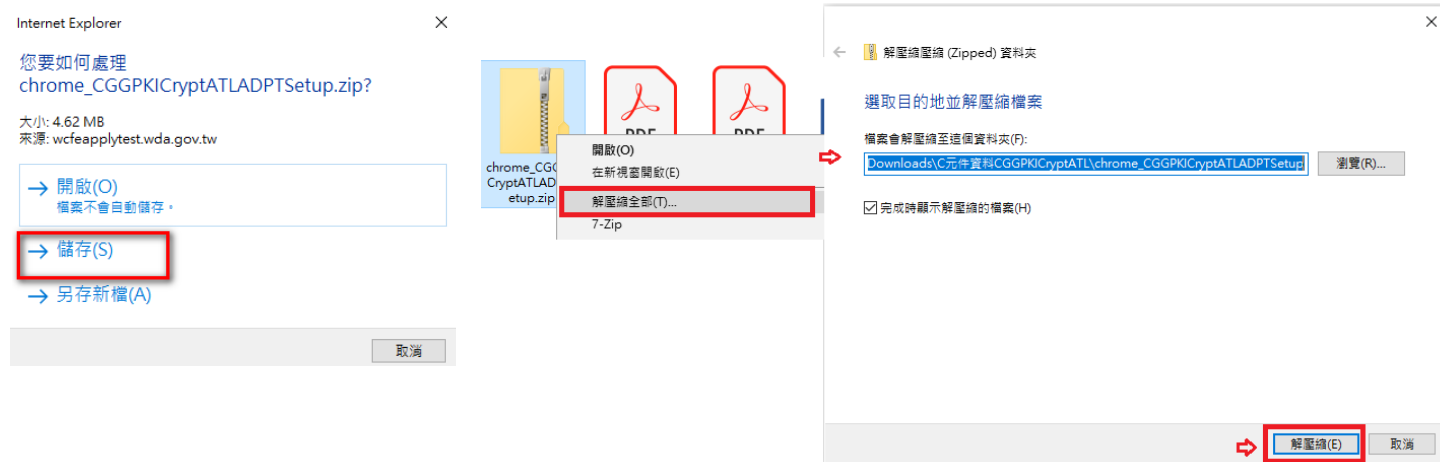 Internet Explorer
您要如何處理
chrome_CGGPKICryptATLADPTSetup.zip?
大小: 4.62 MB
來源: wcfeapplytest.wda.gov.tw
開啟(O)
檔案不會自動儲存。
儲存(S)
另存新檔(A)
取消
chrome_CGG
CryptATLAD
etup.zip
開啟(O)
在新視窗開啟(E)
解壓縮全部(T)...
7-Zip
解壓縮壓縮 (Zipped) 資料夾
選取目的地並解壓縮檔案
檔案會解壓縮至這個資料夾(F):
Downloads\C元件資料CGGPKICryptATL\chrome_CGGPKICryptATLADPTSetup
瀏覽(R)...
完成時顯示解壓縮的檔案(H)
解壓縮(E)
取消